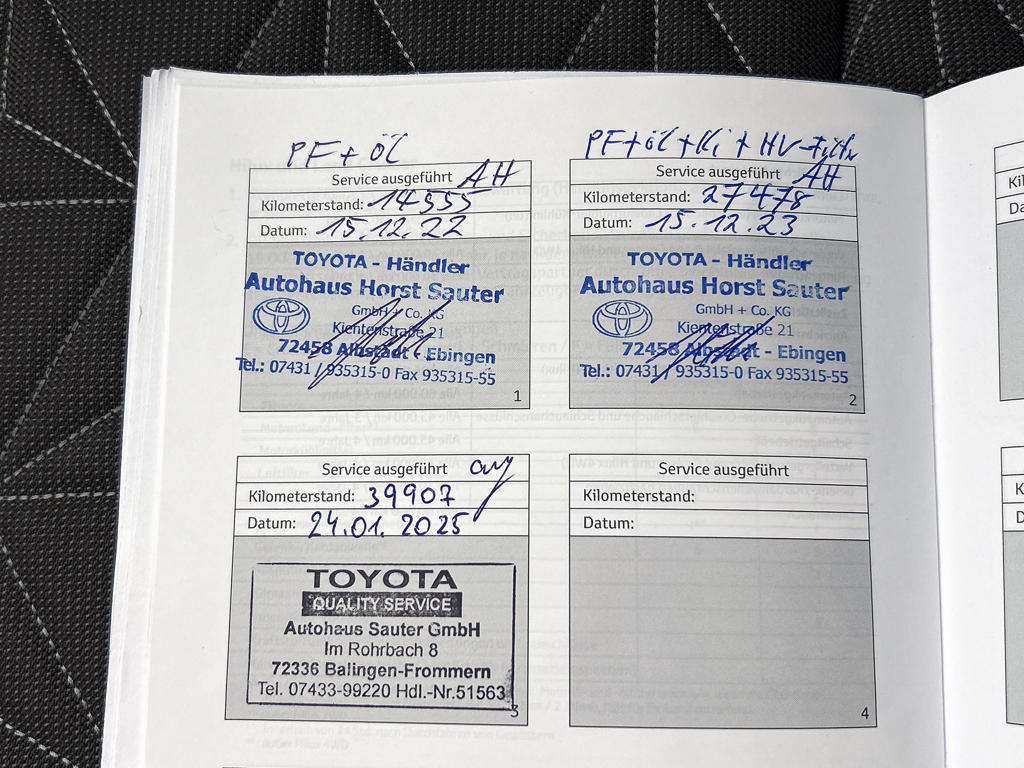 PF + ÖL
Service ausgeführt AH
Kilometerstand: 14555
Datum: 15.12.22
TOYOTA - Händler
Autohaus Horst Sauter
GmbH + Co. KG
Kientenstraße 21
72458 Albstadt - Ebingen
Tel.: 07431 / 935315-0 Fax 935315-55
1
PF + öl + Ki + HV-Filter
Service ausgeführt AH
Kilometerstand: 27478
Datum: 15.12.23
TOYOTA - Händler
Autohaus Horst Sauter
GmbH + Co. KG
Kientenstraße 21
72458 Albstadt - Ebingen
Tel.: 07431 / 935315-0 Fax 935315-55
2
Service ausgeführt
Kilometerstand: 39907
Datum: 24.01.2025
TOYOTA
QUALITY SERVICE
Autohaus Sauter GmbH
Im Rohrbach 8
72336 Balingen-Frommern
Tel. 07433-99220 Hdl.-Nr.51563
3
Service ausgeführt
Kilometerstand:
Datum:
4